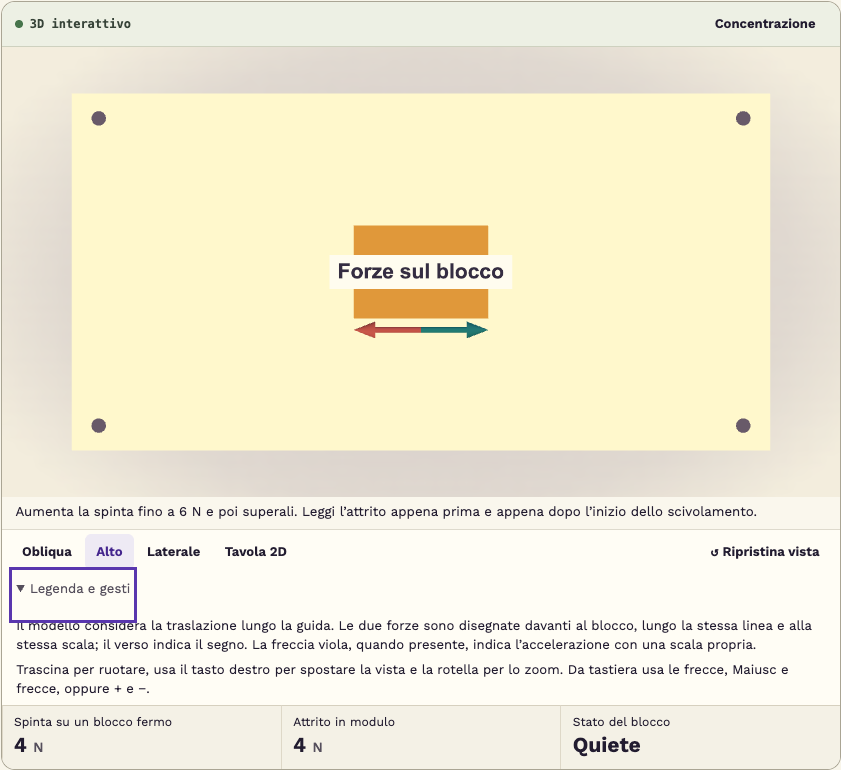 3D interattivo
Concentrazione
Forze sul blocco
Aumenta la spinta fino a 6 N e poi superali. Leggi l’attrito appena prima e appena dopo l’inizio dello scivolamento.
Obliqua Alto Laterale Tavola 2D ↺ Ripristina vista
▼ Legenda e gesti
Il modello considera la traslazione lungo la guida. Le due forze sono disegnate davanti al blocco, lungo la stessa linea e alla
stessa scala; il verso indica il segno. La freccia viola, quando presente, indica l’accelerazione con una scala propria.
Trascina per ruotare, usa il tasto destro per spostare la vista e la rotella per lo zoom. Da tastiera usa le frecce, Maiusc e
frecce, oppure + e −.
Spinta su un blocco fermo
4 N
Attrito in modulo
4 N
Stato del blocco
Quiete